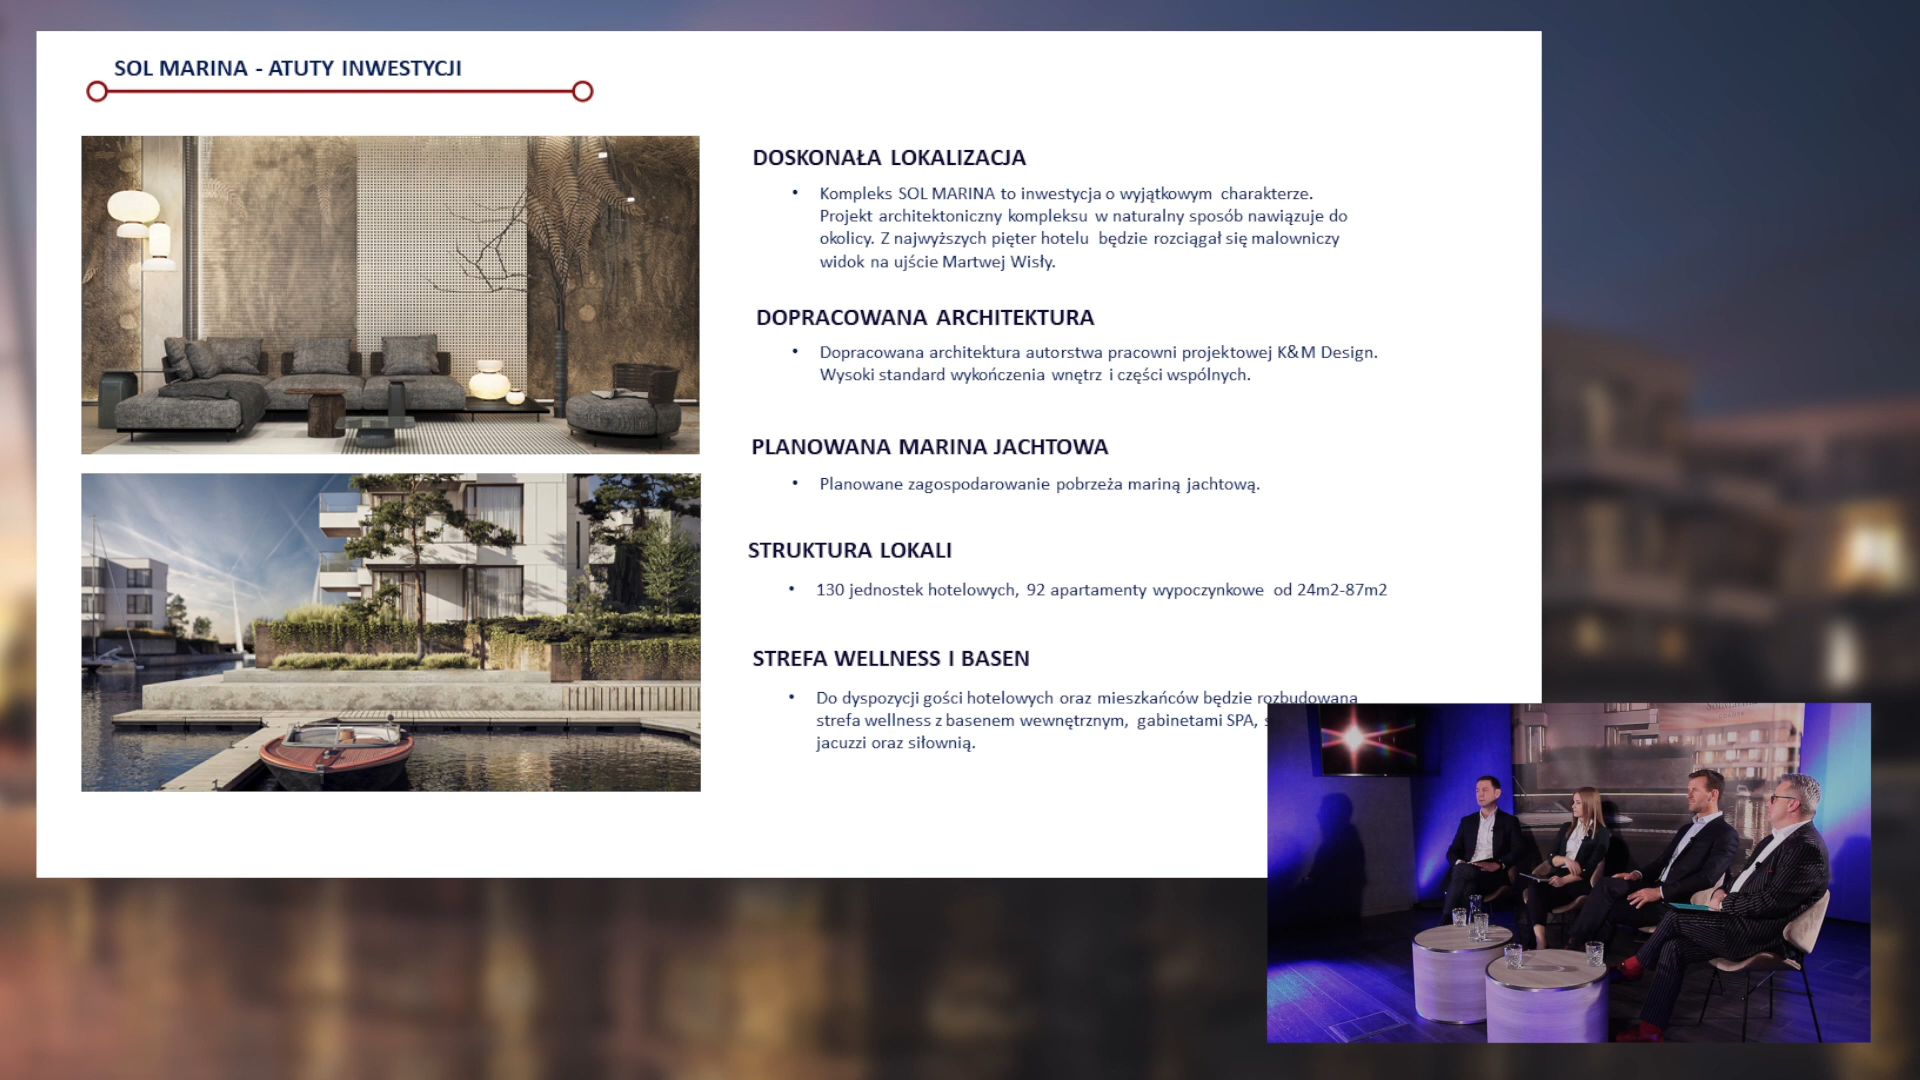 SOL MARINA - ATUTY INWESTYCJI
DOSKONAŁA LOKALIZACJA
• Kompleks SOL MARINA to inwestycja o wyjątkowym charakterze.
Projekt architektoniczny kompleksu w naturalny sposób nawiązuje do
okolicy. Z najwyższych pięter hotelu będzie rozciągał się malowniczy
widok na ujście Martwej Wisły.
DOPRACOWANA ARCHITEKTURA
• Dopracowana architektura autorstwa pracowni projektowej K&M Design.
Wysoki standard wykończenia wnętrz i części wspólnych.
PLANOWANA MARINA JACHTOWA
• Planowane zagospodarowanie pobrzeża mariną jachtową.
STRUKTURA LOKALI
• 130 jednostek hotelowych, 92 apartamenty wypoczynkowe od 24m2-87m2
STREFA WELLNESS I BASEN
• Do dyspozycji gości hotelowych oraz mieszkańców będzie rozbudowana
strefa wellness z basenem wewnętrznym, gabinetami SPA,
jacuzzi oraz siłownią.